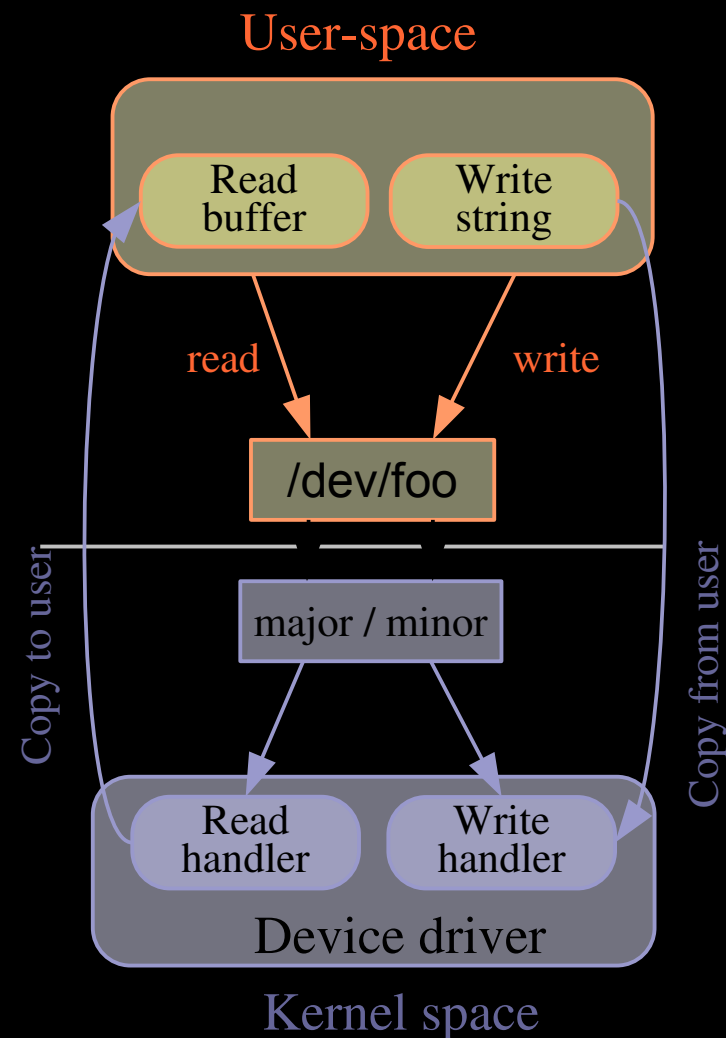 User-space
Read
buffer
Write
string
read
write
/dev/foo
Copy to user
Copy from user
major / minor
Read
handler
Write
handler
Device driver
Kernel space